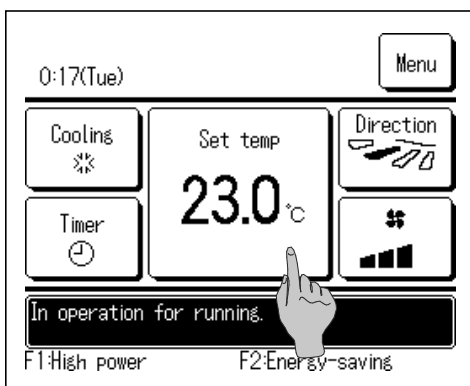 0:17(Tue)
Menu
Cooling
Set temp
Direction
23.0 °C
Timer
In operation for running.
F1:High power F2:Energy-saving